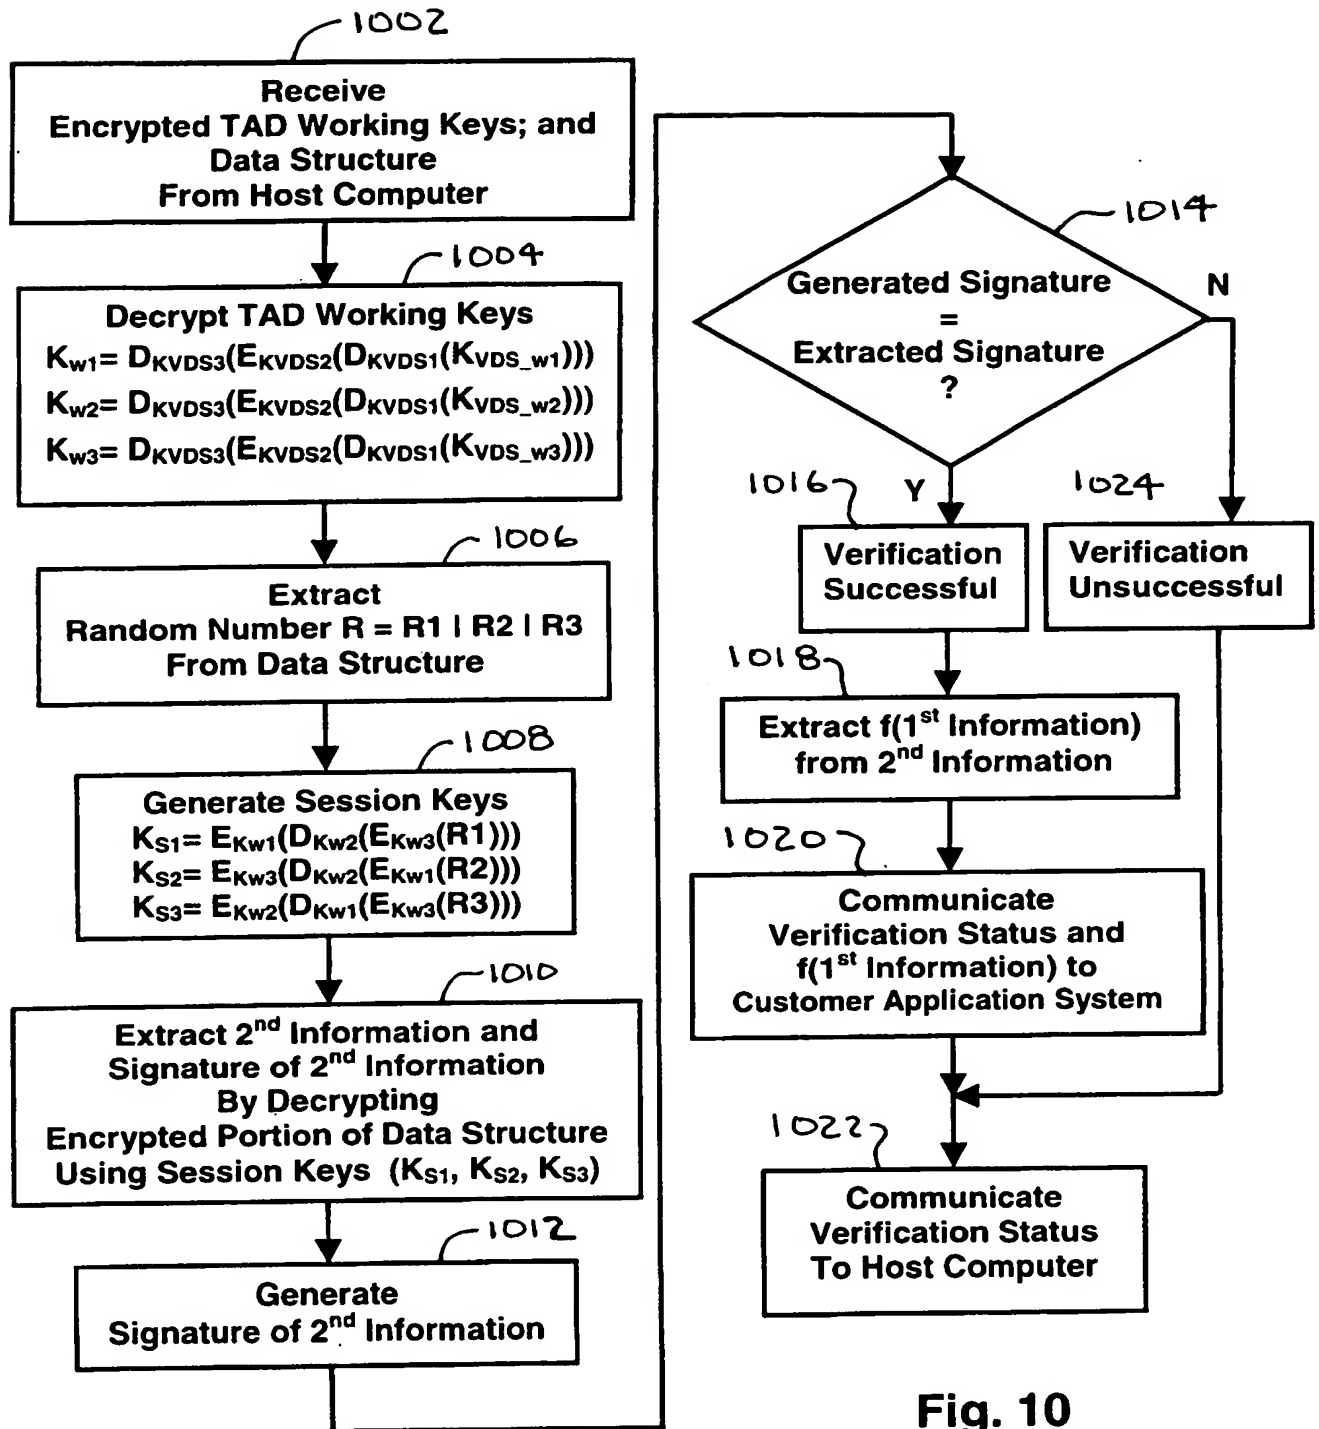 1002
Receive
Encrypted TAD Working Keys; and
Data Structure
From Host Computer
1004
Decrypt TAD Working Keys
Kw1= DKVDS3(EKVDS2(DKVDS1(KVDS_w1)))
Kw2= DKVDS3(EKVDS2(DKVDS1(KVDS_w2)))
Kw3= DKVDS3(EKVDS2(DKVDS1(KVDS_w3)))
1006
Extract
Random Number R = R1 | R2 | R3
From Data Structure
1008
Generate Session Keys
KS1= EKw1(DKw2(EKw3(R1)))
KS2= EKw3(DKw2(EKw1(R2)))
KS3= EKw2(DKw1(EKw3(R3)))
1010
Extract 2nd Information and
Signature of 2nd Information
By Decrypting
Encrypted Portion of Data Structure
Using Session Keys (KS1, KS2, KS3)
1012
Generate
Signature of 2nd Information
1014
Generated Signature
=
Extracted Signature
?
N
Y
1016
Verification
Successful
1024
Verification
Unsuccessful
1018
Extract f(1st Information)
from 2nd Information
1020
Communicate
Verification Status and
f(1st Information) to
Customer Application System
1022
Communicate
Verification Status
To Host Computer
Fig. 10